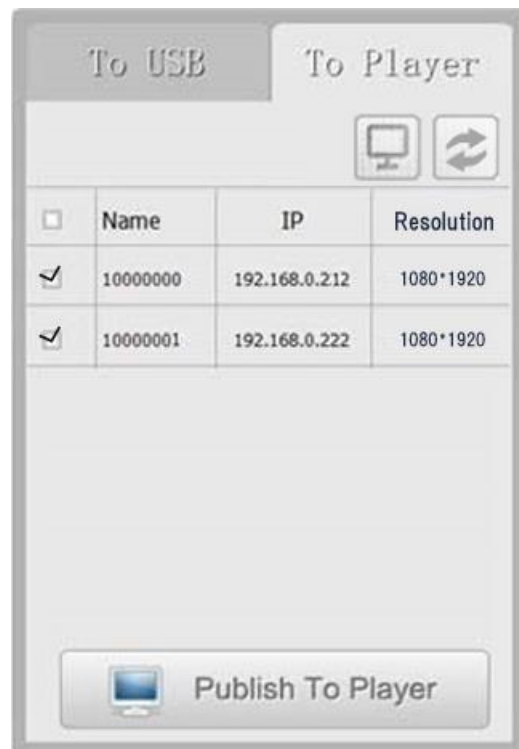 To USB To Player
Name IP Resolution
10000000 192.168.0.212 1080*1920
10000001 192.168.0.222 1080*1920
Publish To Player